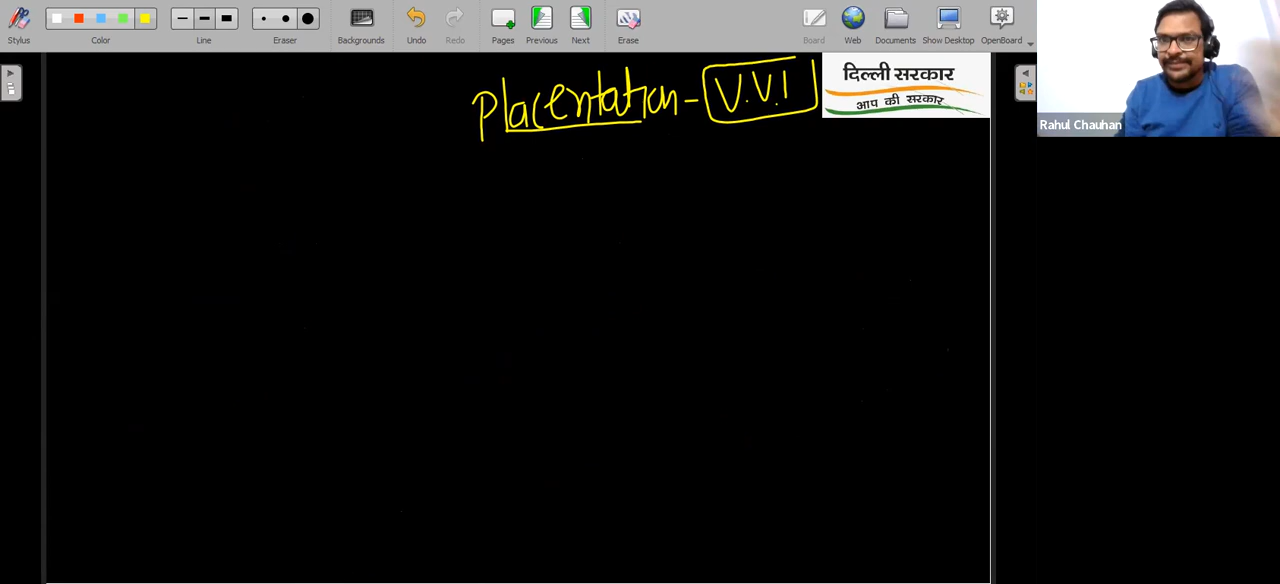 Stylus Color Line Eraser Backgrounds Undo Redo Pages Previous Next Erase Board Web Documents Show Desktop OpenBoard
Placentation - V.V.I
दिल्ली सरकार
आप की सरकार
Rahul Chauhan